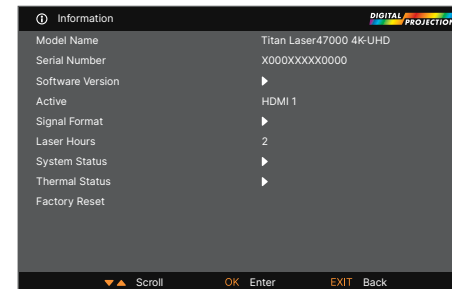 Information
DIGITAL PROJECTION
Model Name Titan Laser47000 4K-UHD
Serial Number X000XXXXX0000
Software Version
Active HDMI 1
Signal Format
Laser Hours 2
System Status
Thermal Status
Factory Reset
Scroll OK Enter EXIT Back